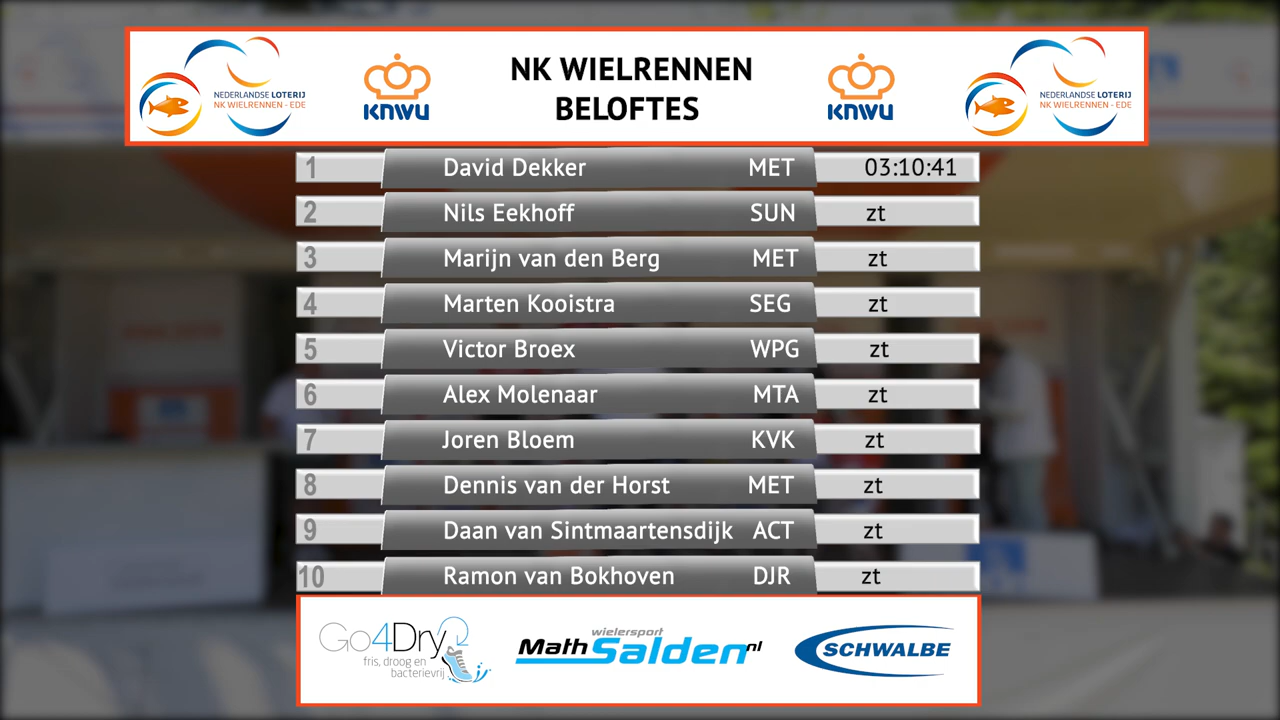 NEDERLANDSE LOTERIJ
NK WIELRENNEN - EDE
KNWU
NK WIELRENNEN
BELOFTES
KNWU
NEDERLANDSE LOTERIJ
NK WIELRENNEN - EDE
1 David Dekker MET 03:10:41
2 Nils Eekhoff SUN zt
3 Marijn van den Berg MET zt
4 Marten Kooistra SEG zt
5 Victor Broex WPG zt
6 Alex Molenaar MTA zt
7 Joren Bloem KVK zt
8 Dennis van der Horst MET zt
9 Daan van Sintmaartensdijk ACT zt
10 Ramon van Bokhoven DJR zt
Go4Dry
fris, droog en
bacterievrij
wielersport
MathSalden.nl
SCHWALBE